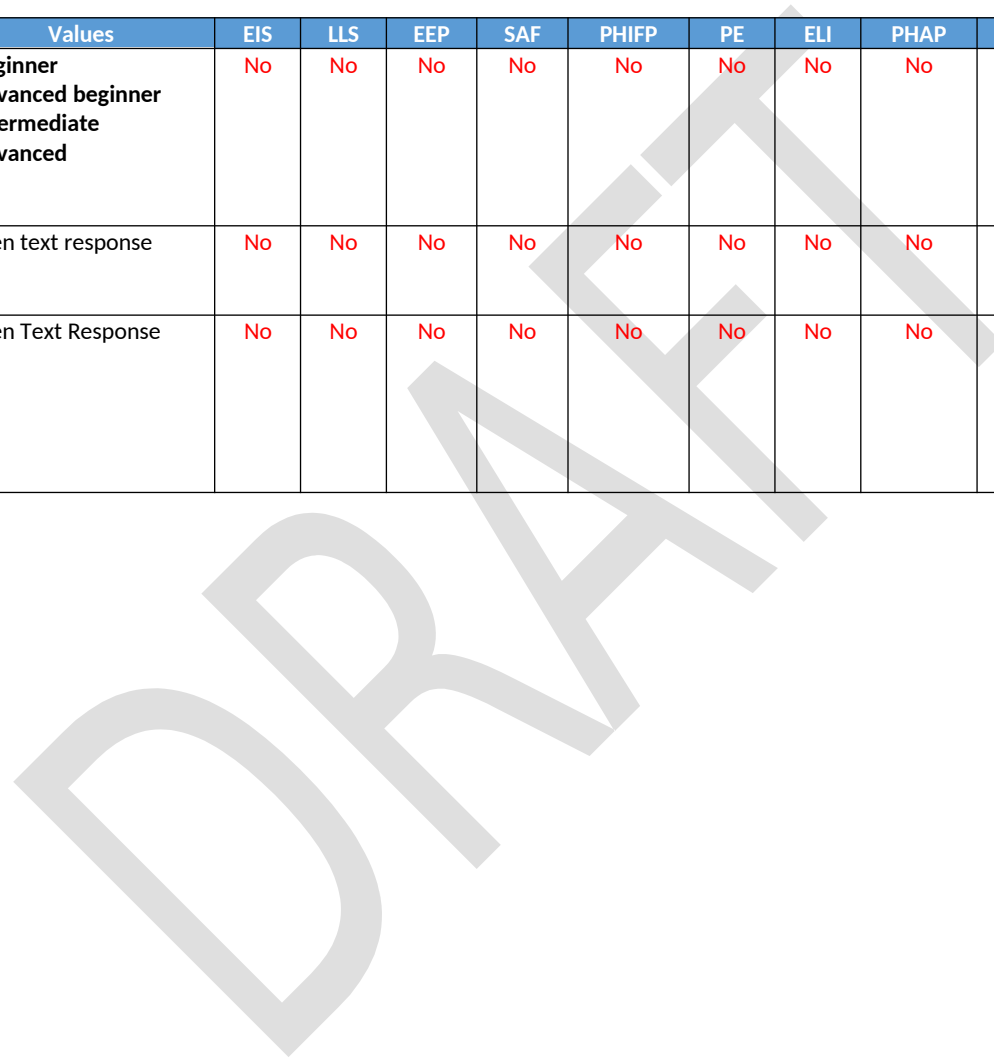 Values EIS LLS EEP SAF PHIFP PE ELI PHAP
ginner No No No No No No No No
vanced beginner
ermediate
vanced
en text response No No No No No No No No
en Text Response No No No No No No No No
DRAFT